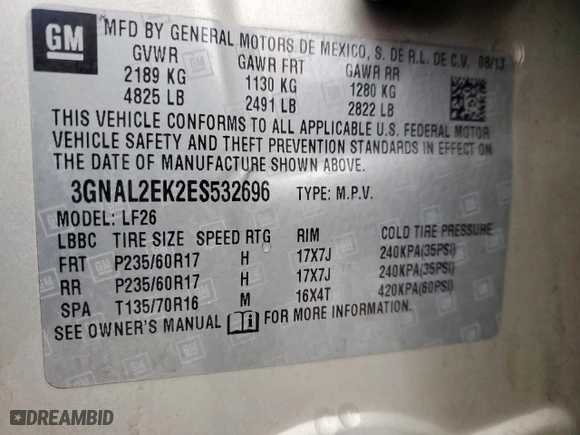 GM
MFD BY GENERAL MOTORS DE MEXICO, S. DE R.L. DE C.V. 08/13
GVWR GAWR FRT GAWR RR
2189 KG 1130 KG 1280 KG
4825 LB 2491 LB 2822 LB
THIS VEHICLE CONFORMS TO ALL APPLICABLE U.S. FEDERAL MOTOR
VEHICLE SAFETY AND THEFT PREVENTION STANDARDS IN EFFECT ON
THE DATE OF MANUFACTURE SHOWN ABOVE.
3GNAL2EK2ES532696 TYPE: M.P.V.
MODEL: LF26
LBBC TIRE SIZE SPEED RTG RIM COLD TIRE PRESSURE
FRT P235/60R17 H 17X7J 240KPA(35PSI)
RR P235/60R17 H 17X7J 240KPA(35PSI)
SPA T135/70R16 M 16X4T 420KPA(60PSI)
SEE OWNER'S MANUAL FOR MORE INFORMATION.
DREAMBID